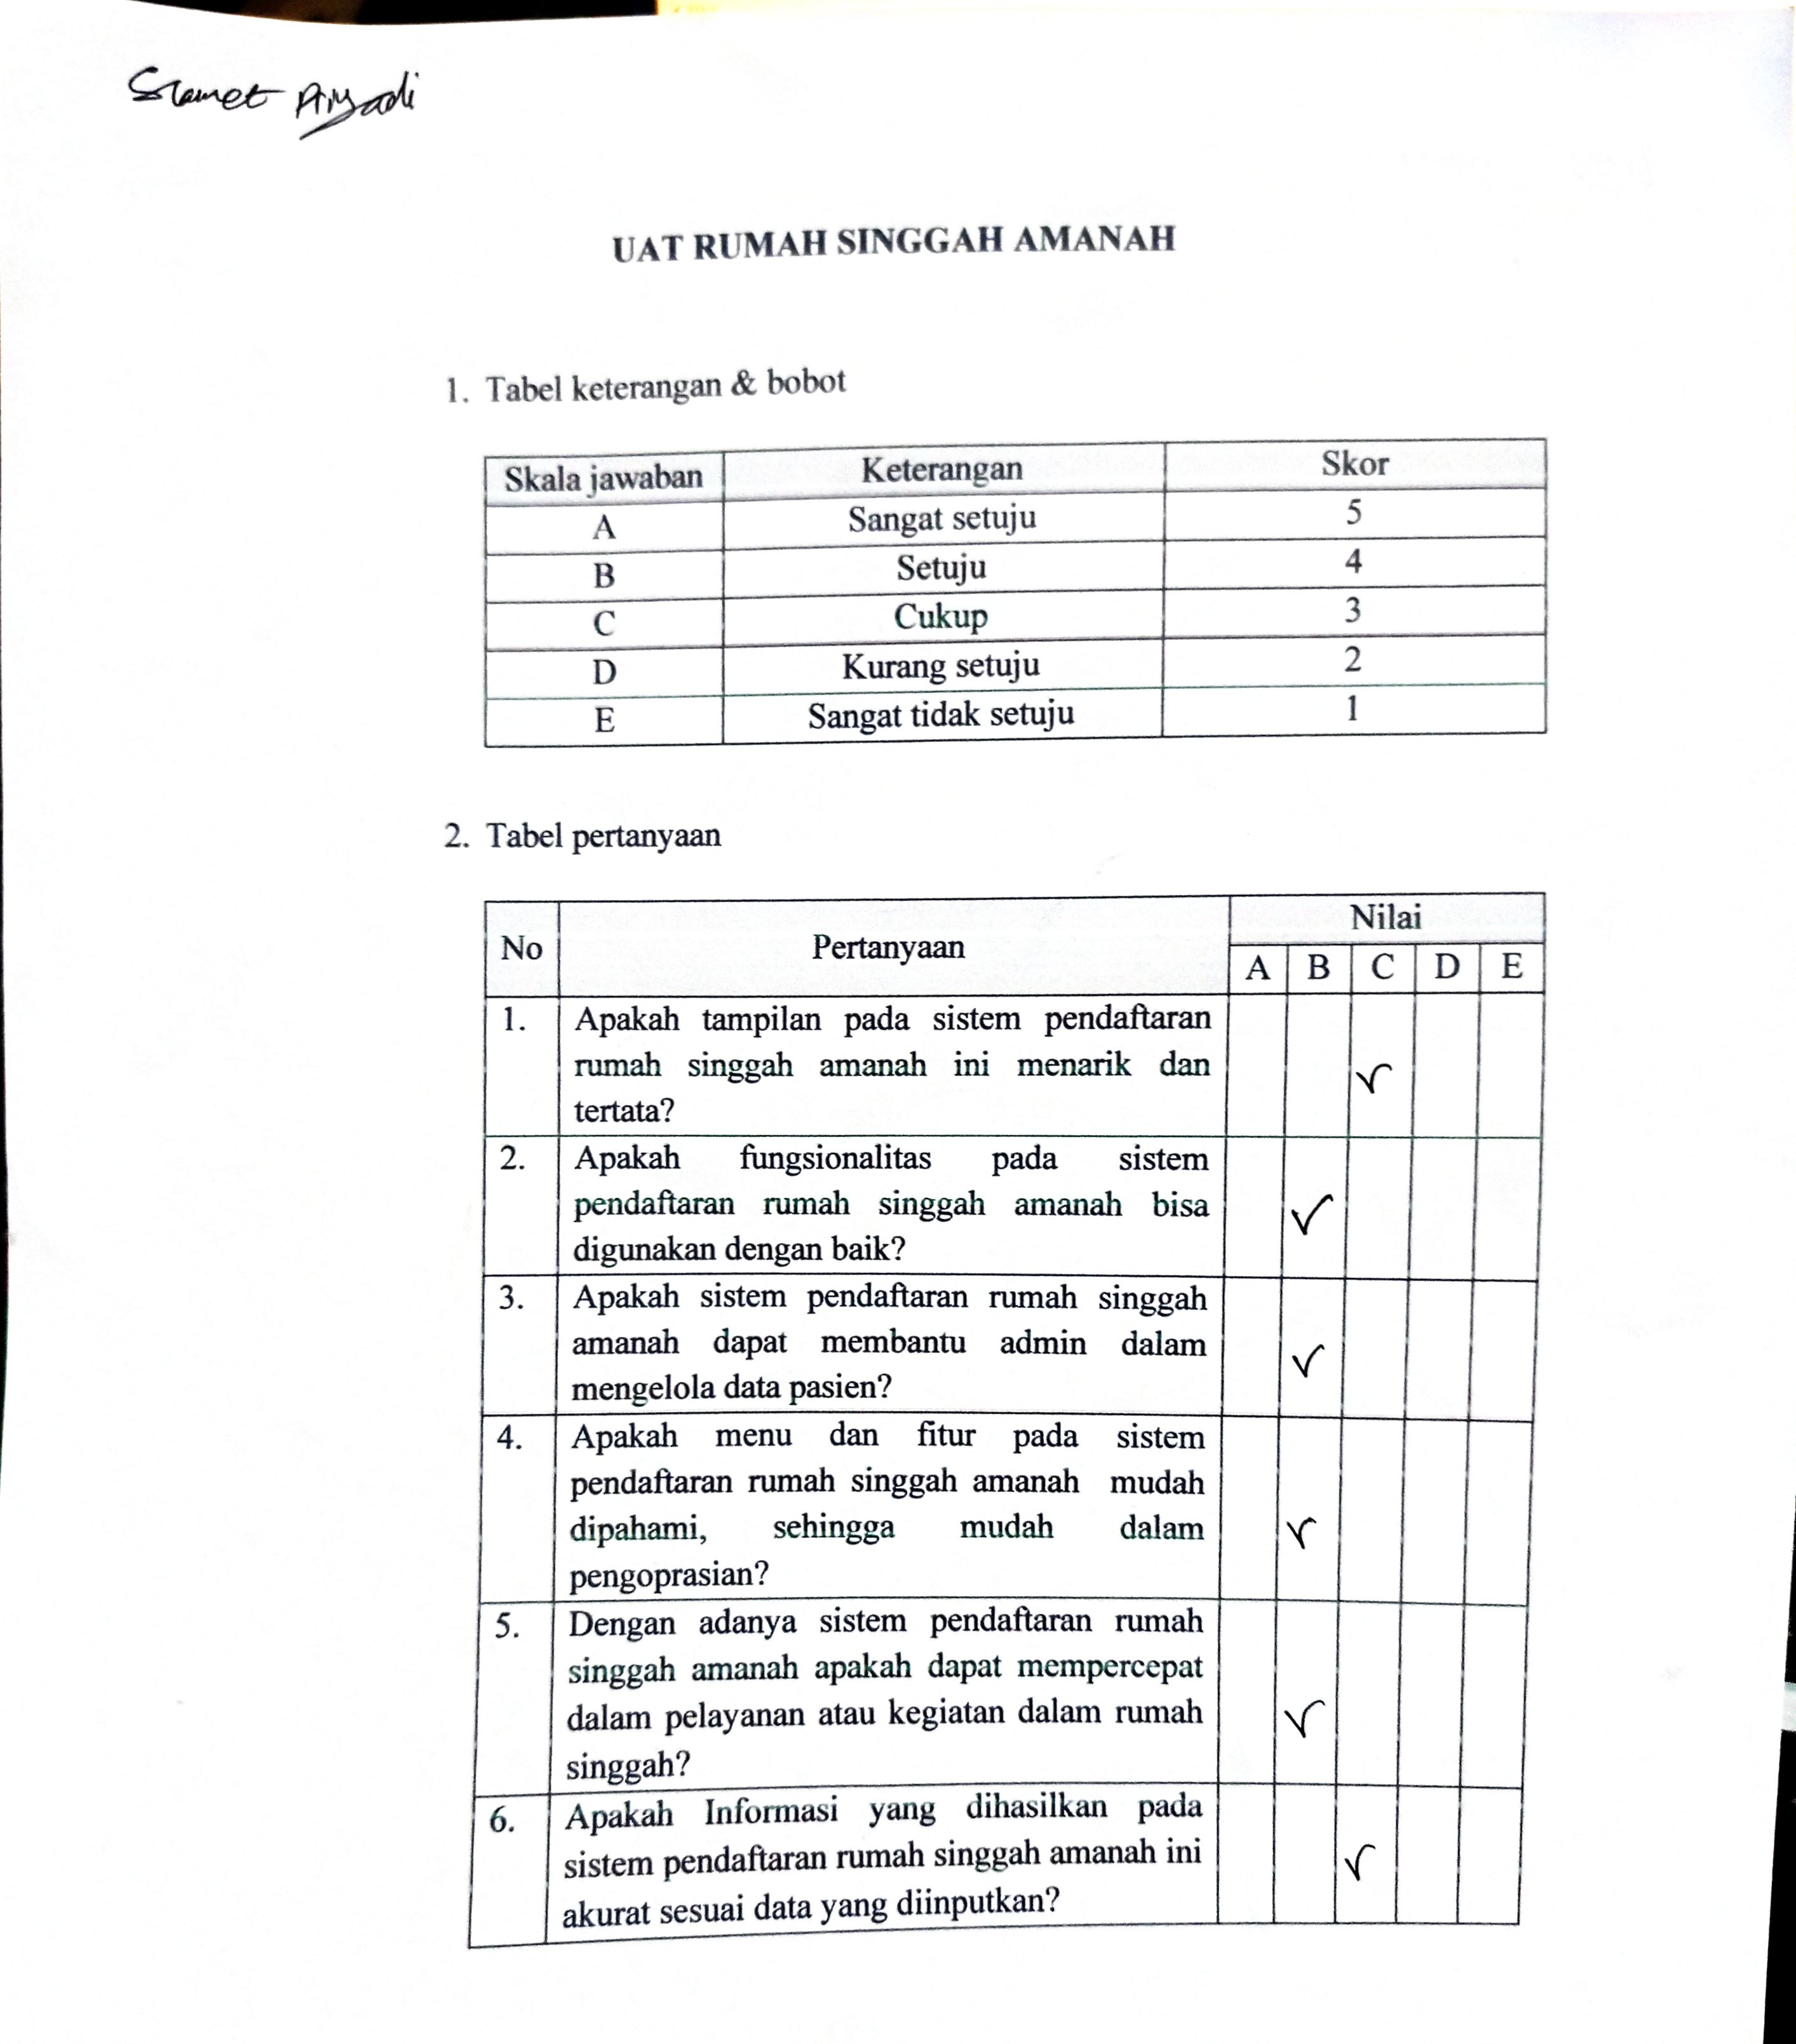 Slamet Aryadi
UAT RUMAH SINGGAH AMANAH
1. Tabel keterangan & bobot
Skala jawaban Keterangan Skor
A Sangat setuju 5
B Setuju 4
C Cukup 3
D Kurang setuju 2
E Sangat tidak setuju 1
2. Tabel pertanyaan
No Pertanyaan Nilai
A B C D E
1. Apakah tampilan pada sistem pendaftaran
rumah singgah amanah ini menarik dan
tertata?
2. Apakah fungsionalitas pada sistem
pendaftaran rumah singgah amanah bisa
digunakan dengan baik?
3. Apakah sistem pendaftaran rumah singgah
amanah dapat membantu admin dalam
mengelola data pasien?
4. Apakah menu dan fitur pada sistem
pendaftaran rumah singgah amanah mudah
dipahami, sehingga mudah dalam
pengoprasian?
5. Dengan adanya sistem pendaftaran rumah
singgah amanah apakah dapat mempercepat
dalam pelayanan atau kegiatan dalam rumah
singgah?
6. Apakah Informasi yang dihasilkan pada
sistem pendaftaran rumah singgah amanah ini
akurat sesuai data yang diinputkan?